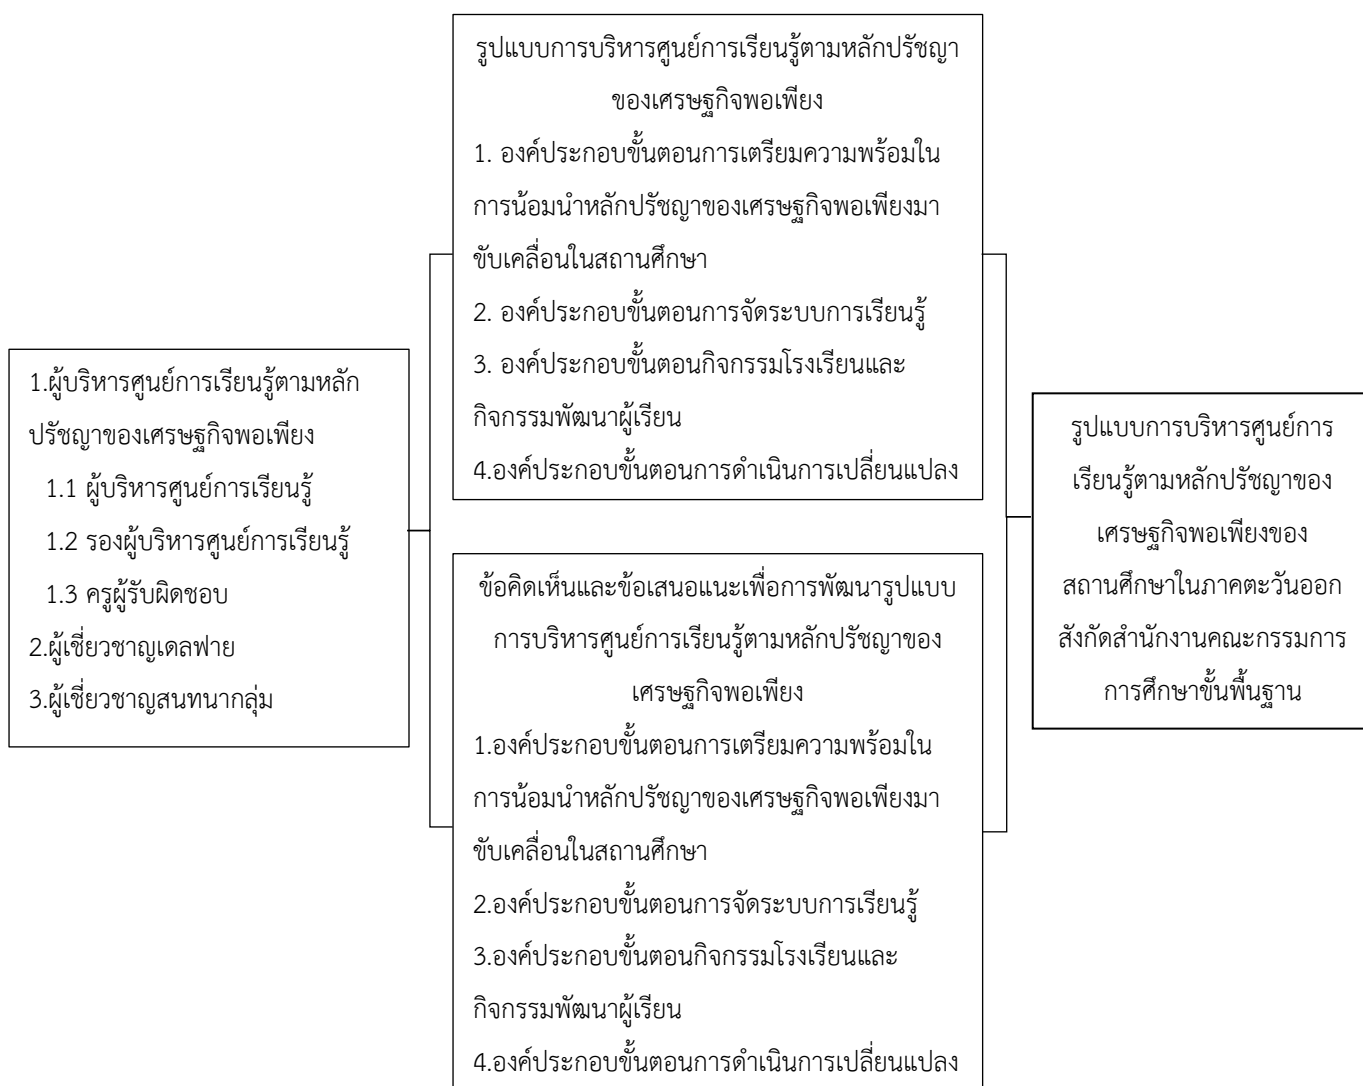 1.ผู้บริหารศูนย์การเรียนรู้ตามหลัก
ปรัชญาของเศรษฐกิจพอเพียง
1.1 ผู้บริหารศูนย์การเรียนรู้
1.2 รองผู้บริหารศูนย์การเรียนรู้
1.3 ครูผู้รับผิดชอบ
2.ผู้เชี่ยวชาญเดลฟาย
3.ผู้เชี่ยวชาญสนทนากลุ่ม
รูปแบบการบริหารศูนย์การเรียนรู้ตามหลักปรัชญา
ของเศรษฐกิจพอเพียง
1. องค์ประกอบขั้นตอนการเตรียมความพร้อมใน
การน้อมนำหลักปรัชญาของเศรษฐกิจพอเพียงมา
ขับเคลื่อนในสถานศึกษา
2. องค์ประกอบขั้นตอนการจัดระบบการเรียนรู้
3. องค์ประกอบขั้นตอนกิจกรรมโรงเรียนและ
กิจกรรมพัฒนาผู้เรียน
4.องค์ประกอบขั้นตอนการดำเนินการเปลี่ยนแปลง
ข้อคิดเห็นและข้อเสนอแนะเพื่อการพัฒนารูปแบบ
การบริหารศูนย์การเรียนรู้ตามหลักปรัชญาของ
เศรษฐกิจพอเพียง
1.องค์ประกอบขั้นตอนการเตรียมความพร้อมใน
การน้อมนำหลักปรัชญาของเศรษฐกิจพอเพียงมา
ขับเคลื่อนในสถานศึกษา
2.องค์ประกอบขั้นตอนการจัดระบบการเรียนรู้
3.องค์ประกอบขั้นตอนกิจกรรมโรงเรียนและ
กิจกรรมพัฒนาผู้เรียน
4.องค์ประกอบขั้นตอนการดำเนินการเปลี่ยนแปลง
รูปแบบการบริหารศูนย์การ
เรียนรู้ตามหลักปรัชญาของ
เศรษฐกิจพอเพียงของ
สถานศึกษาในภาคตะวันออก
สังกัดสำนักงานคณะกรรมการ
การศึกษาขั้นพื้นฐาน